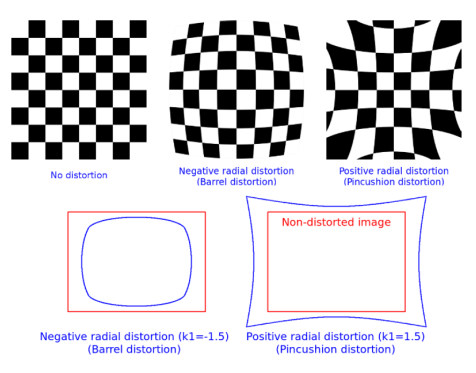 No distortion
Negative radial distortion
(Barrel distortion)
Positive radial distortion
(Pincushion distortion)
Non-distorted image
Negative radial distortion (k1=-1.5)
(Barrel distortion)
Positive radial distortion (k1=1.5)
(Pincushion distortion)